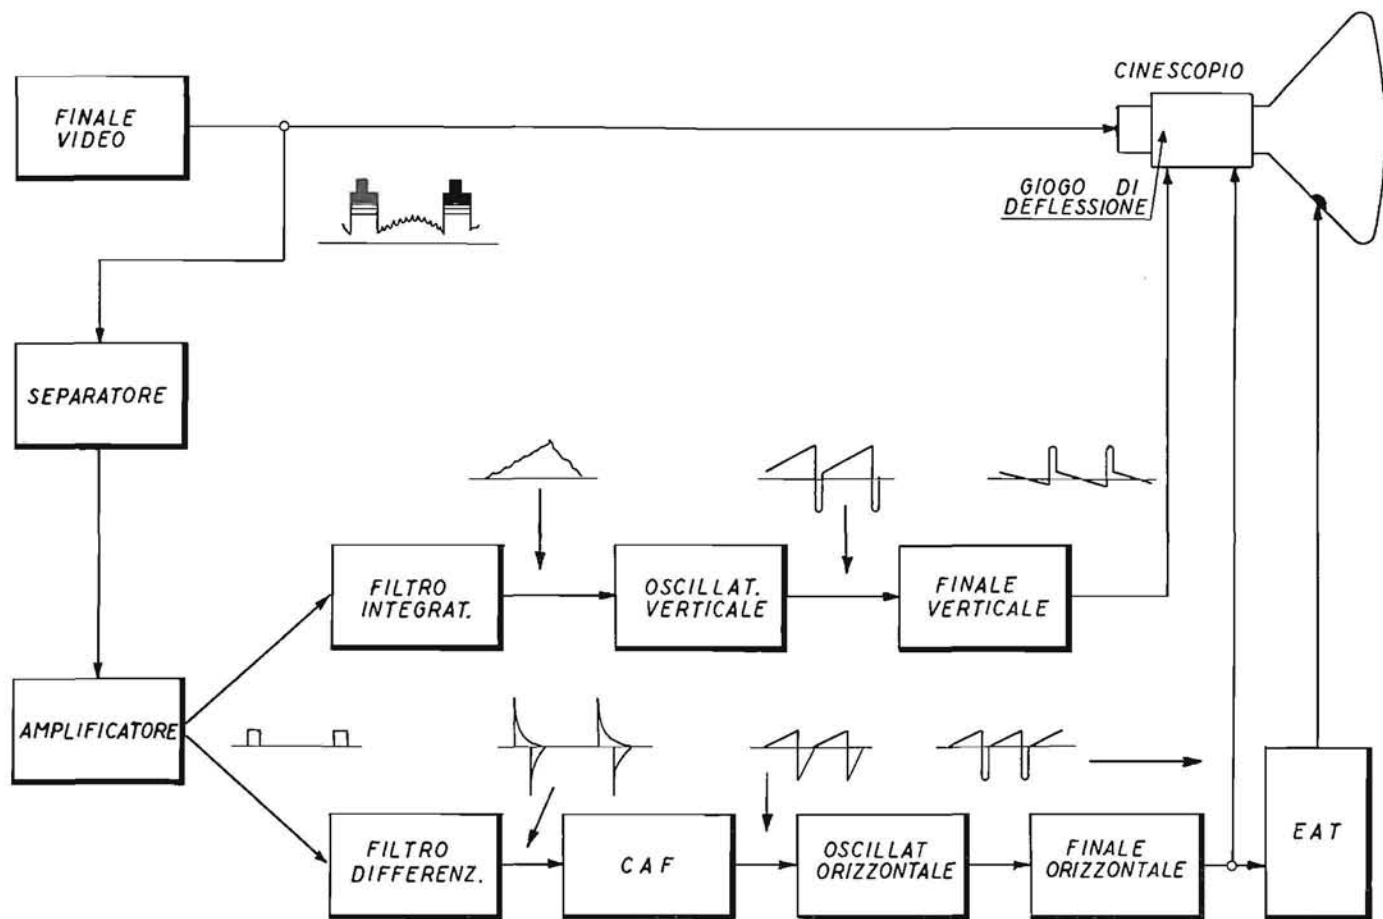 FINALE
VIDEO
CINESCOPIO
GIOGO DI
DEFLESSIONE
SEPARATORE
FILTRO
INTEGRAT.
OSCILLAT.
VERTICALE
FINALE
VERTICALE
AMPLIFICATORE
FILTRO
DIFFERENZ.
CAF
OSCILLAT
ORIZZONTALE
FINALE
ORIZZONTALE
EAT